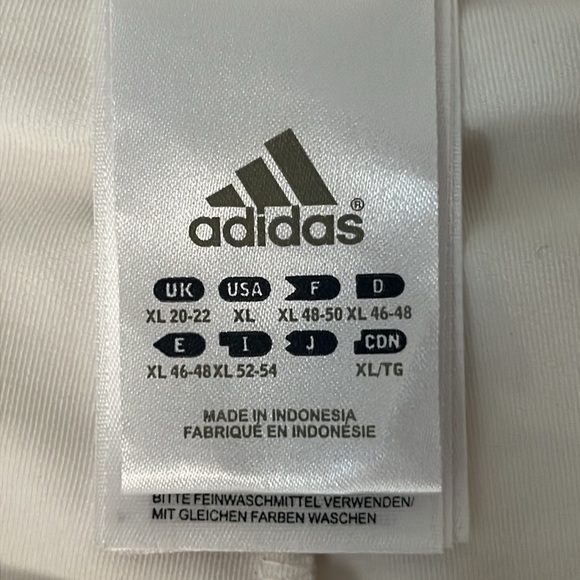 adidas®
UK USA F D
XL 20-22 XL XL 48-50 XL 46-48
E I J CDN
XL 46-48 XL 52-54 XL/TG
MADE IN INDONESIA
FABRIQUÉ EN INDONÉSIE
BITTE FEINWASCHMITTEL VERWENDEN/
MIT GLEICHEN FARBEN WASCHEN